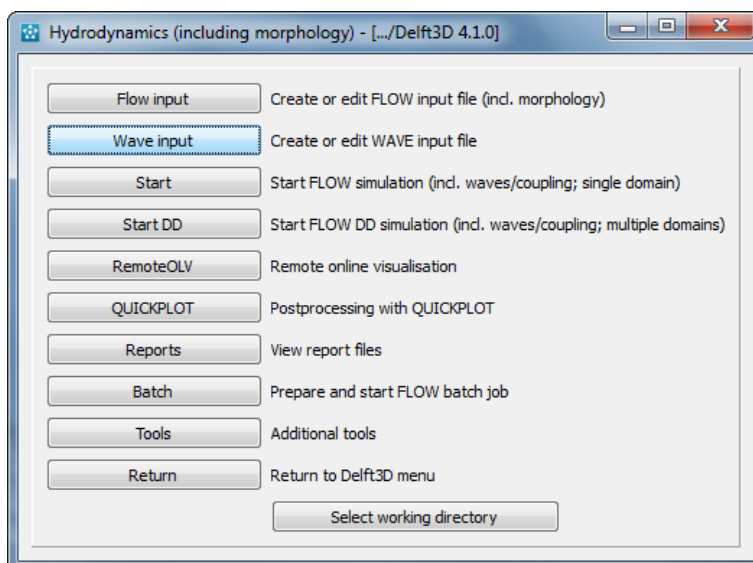 Hydrodynamics (including morphology) - [.../Delft3D 4.1.0]
Flow input Create or edit FLOW input file (incl. morphology)
Wave input Create or edit WAVE input file
Start Start FLOW simulation (incl. waves/coupling; single domain)
Start DD Start FLOW DD simulation (incl. waves/coupling; multiple domains)
RemoteOLV Remote online visualisation
QUICKPLOT Postprocessing with QUICKPLOT
Reports View report files
Batch Prepare and start FLOW batch job
Tools Additional tools
Return Return to Delft3D menu
Select working directory